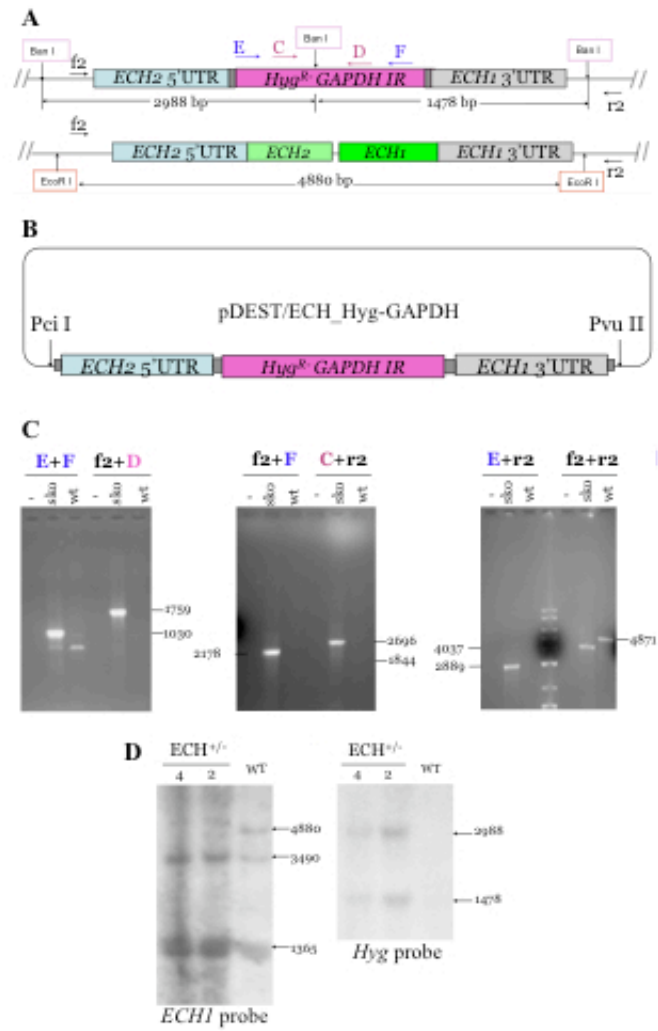 A
Ban I
Ban I
Ban I
f2
E
C
D
F
ECH2 5'UTR
Hyg^R- GAPDH IR
ECH1 3'UTR
2988 bp
1478 bp
r2
f2
ECH2 5'UTR
ECH2
ECH1
ECH1 3'UTR
r2
EcoR I
4880 bp
EcoR I
B
pDEST/ECH_Hyg-GAPDH
Pci I
Pvu II
ECH2 5'UTR
Hyg^R- GAPDH IR
ECH1 3'UTR
C
E+F
f2+D
f2+F
C+r2
E+r2
f2+r2
- sko wt - sko wt
- sko wt - sko wt
- sko wt - sko wt
1759
1030
2178
2696
1844
4037
2889
4871
D
ECH+/-
4 2 WT
4880
3490
1365
ECH1 probe
ECH+/-
4 2 WT
2988
1478
Hyg probe